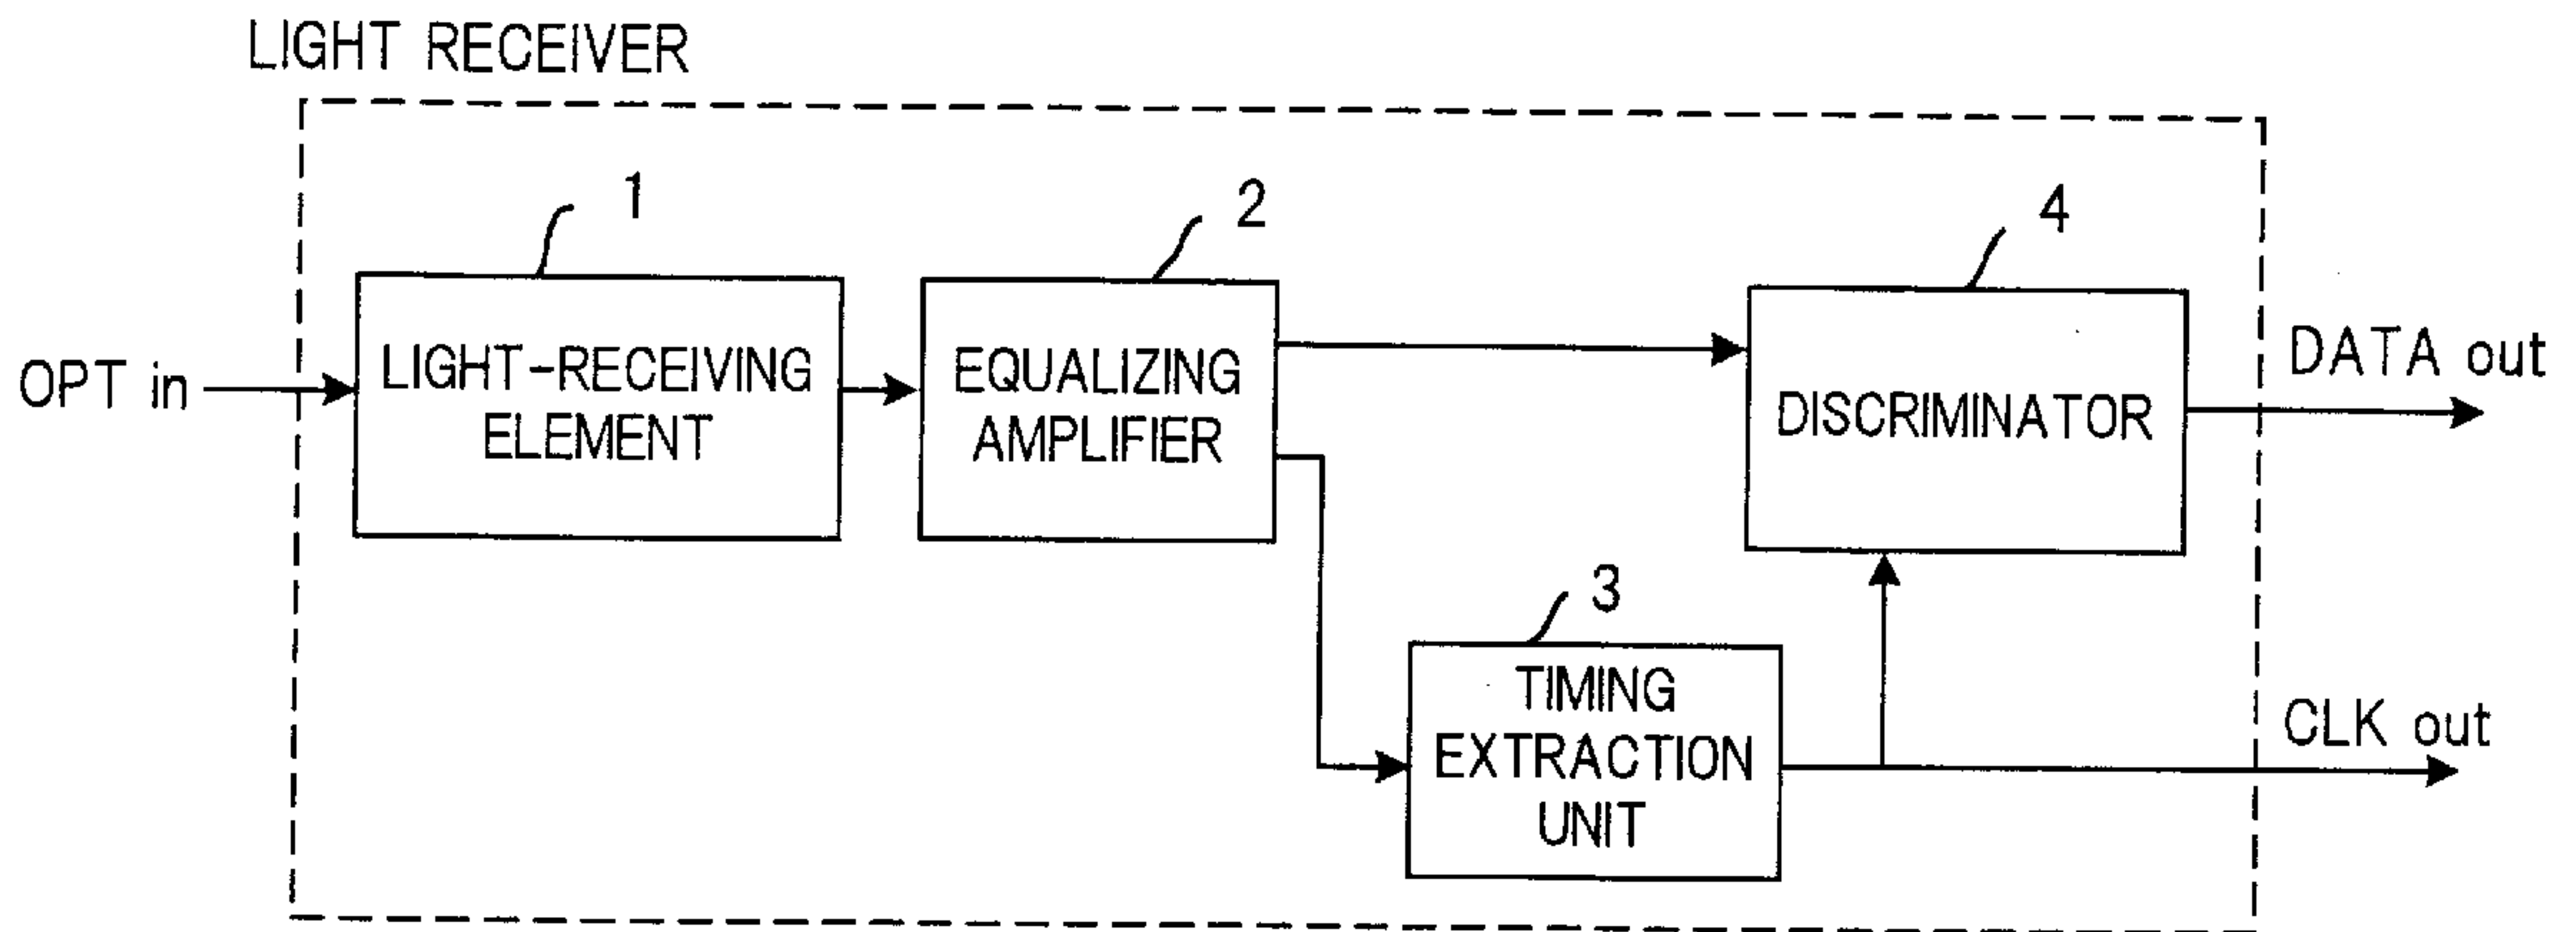 LIGHT RECEIVER
1
2
4
OPT in
LIGHT-RECEIVING
ELEMENT
EQUALIZING
AMPLIFIER
DISCRIMINATOR
DATA out
3
TIMING
EXTRACTION
UNIT
CLK out